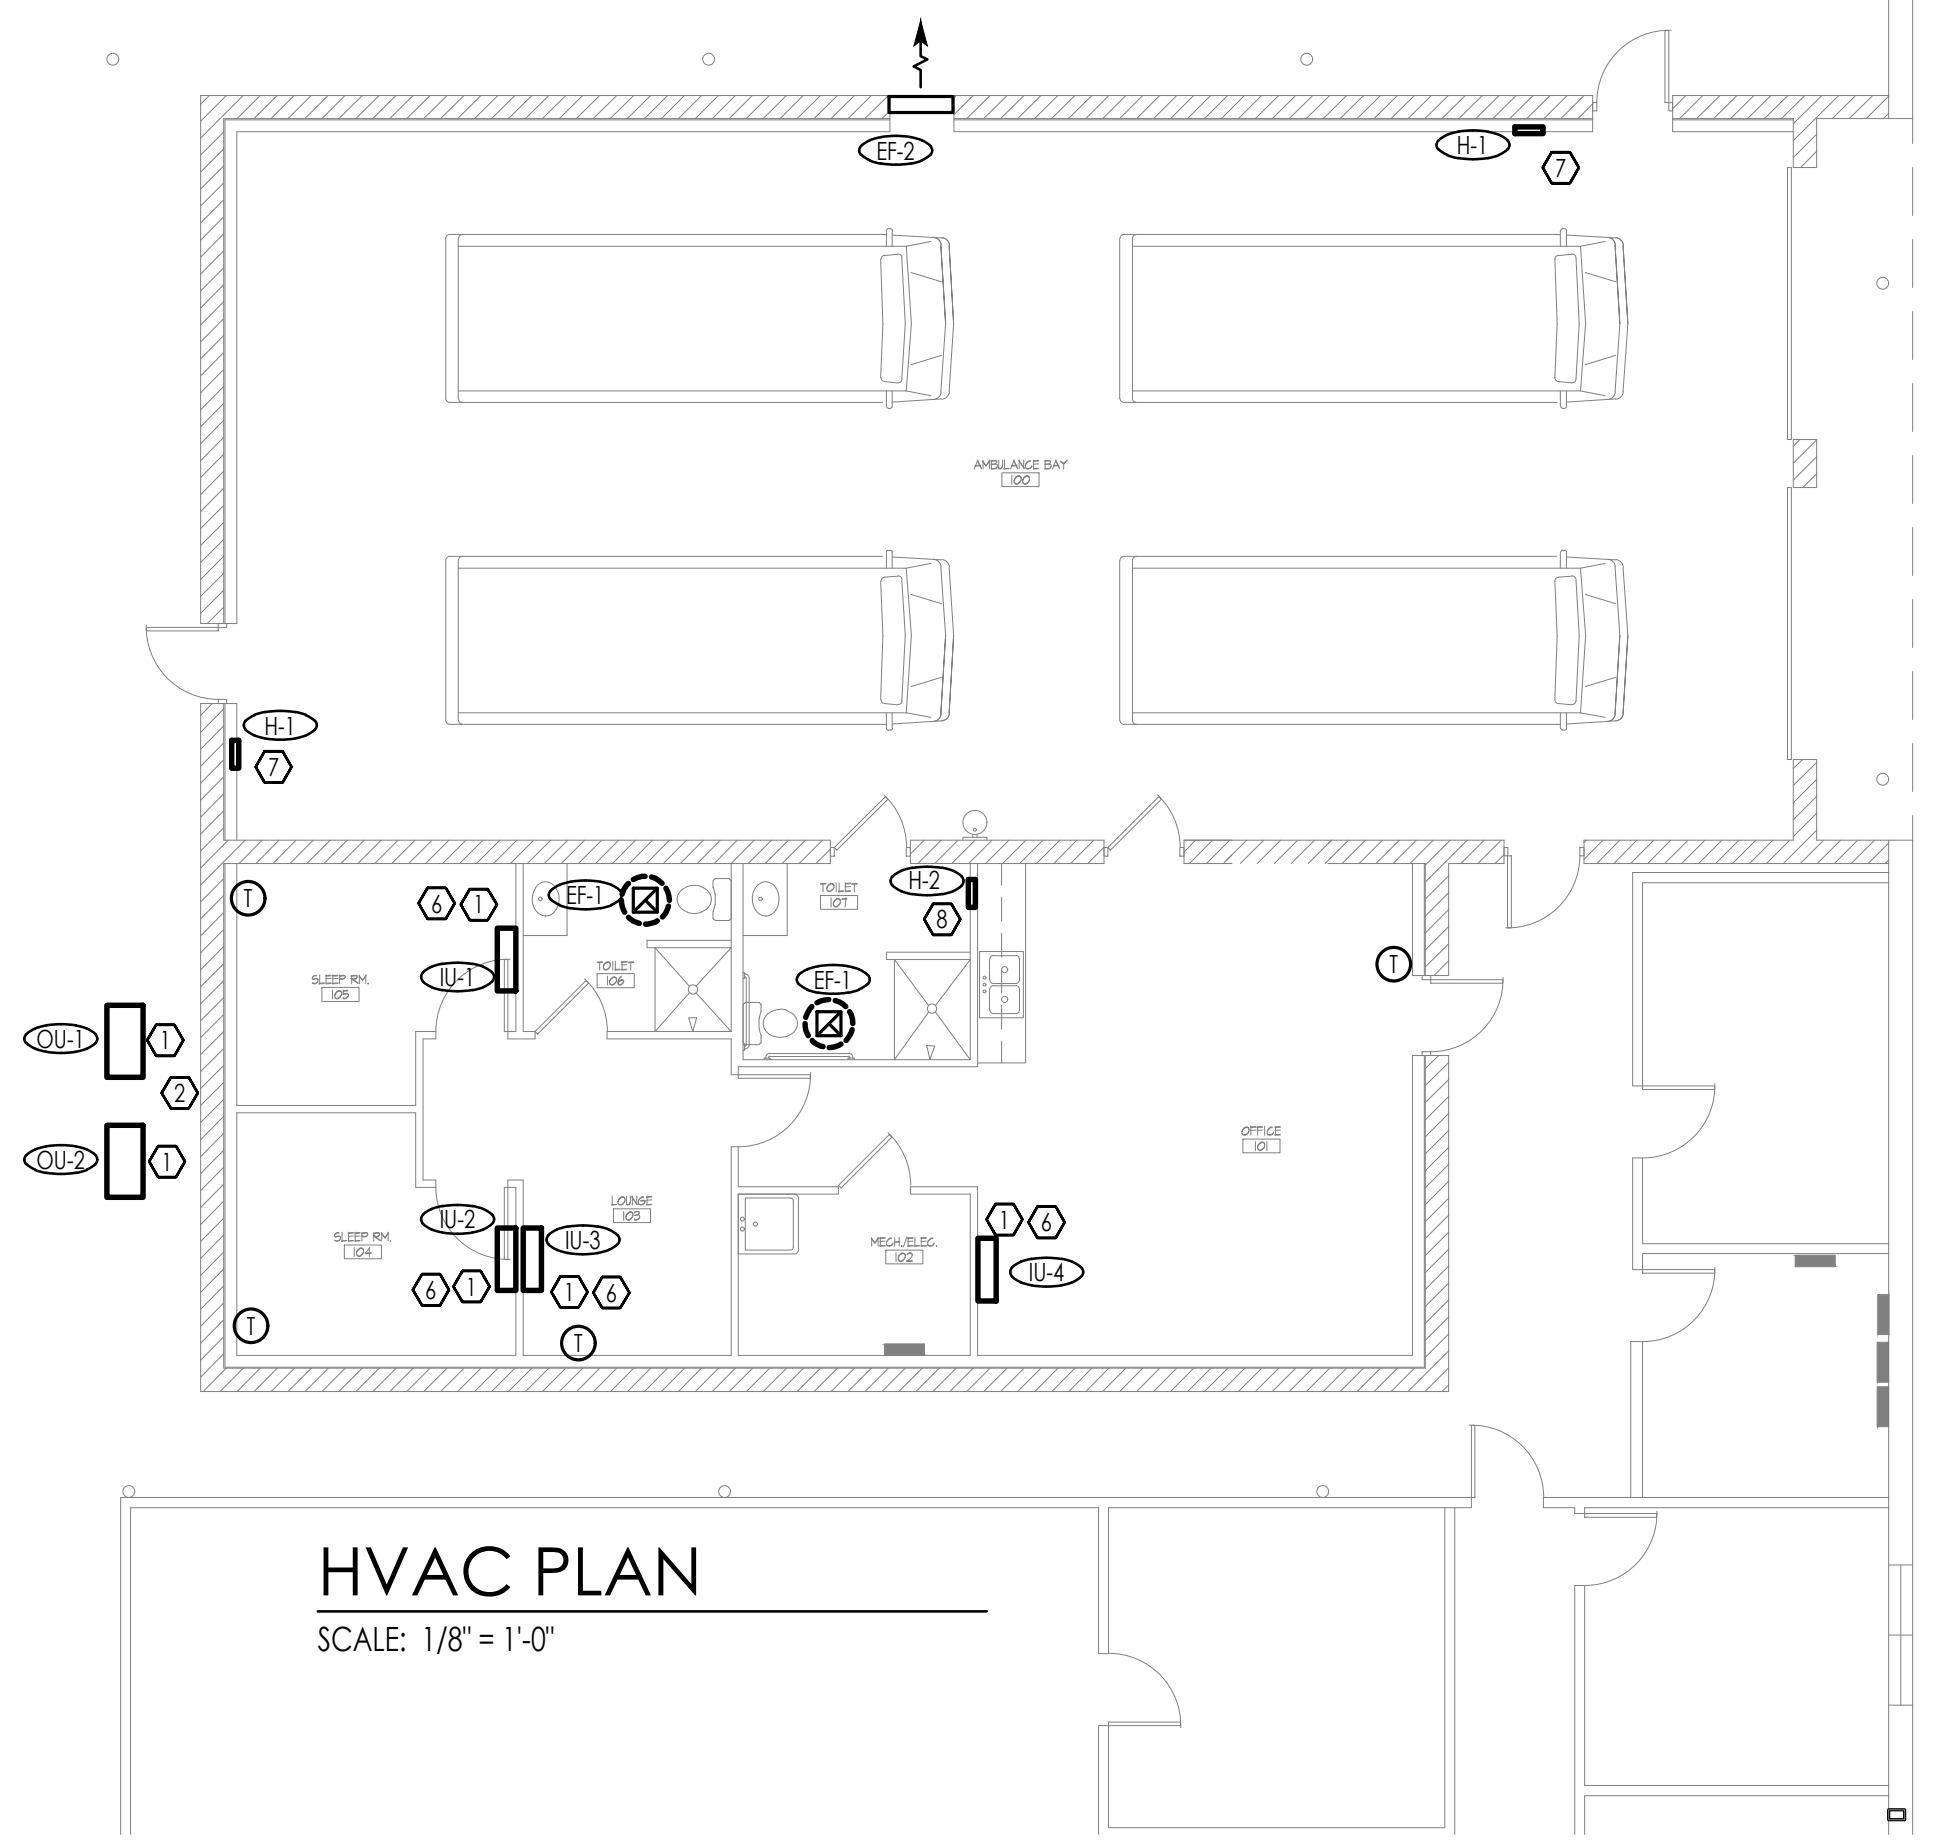 EF-2
H-1
7
AMBULANCE BAY
100
H-1
7
T
6
1
EF-1
TOILET
107
H-2
8
IU-1
SLEEP RM.
105
TOILET
106
EF-1
T
OU-1
1
2
OU-2
1
OFFICE
101
IU-2
SLEEP RM.
104
6
1
LOUNGE
103
IU-3
1
6
MECH./ELEC.
102
1
6
IU-4
T
T
HVAC PLAN
SCALE: 1/8" = 1'-0"